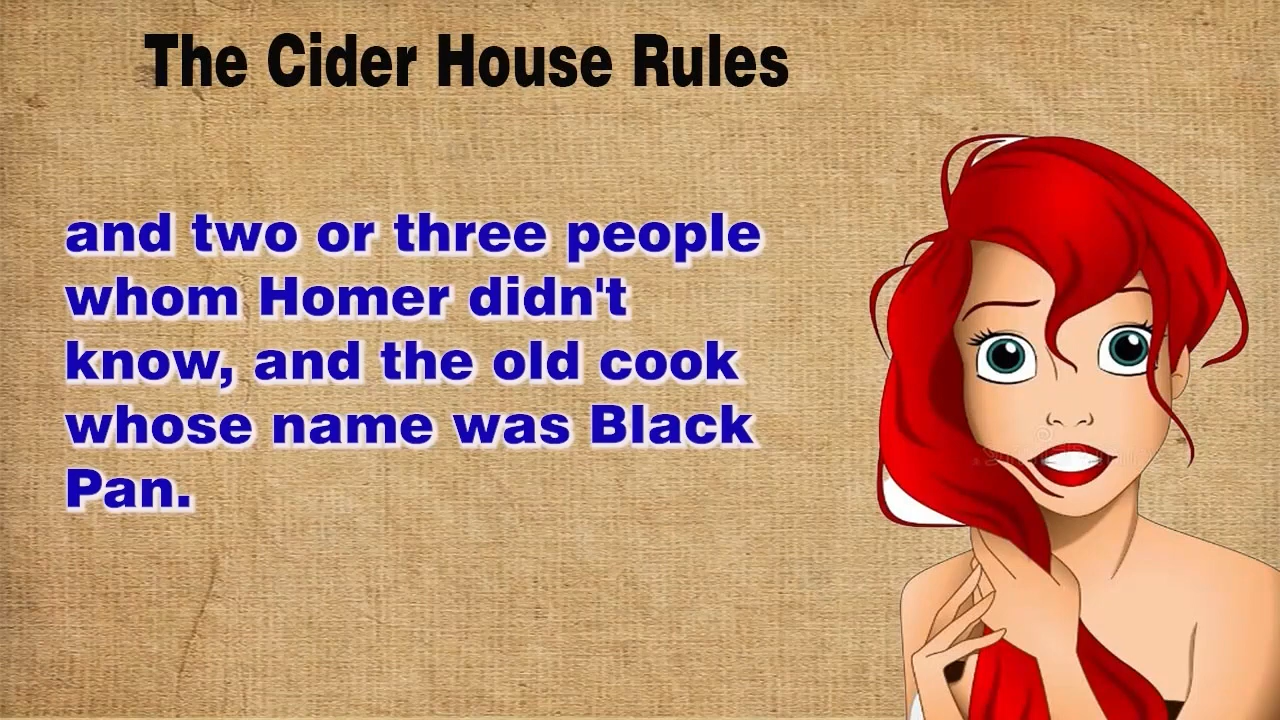 The Cider House Rules
and two or three people
whom Homer didn't
know, and the old cook
whose name was Black
Pan.